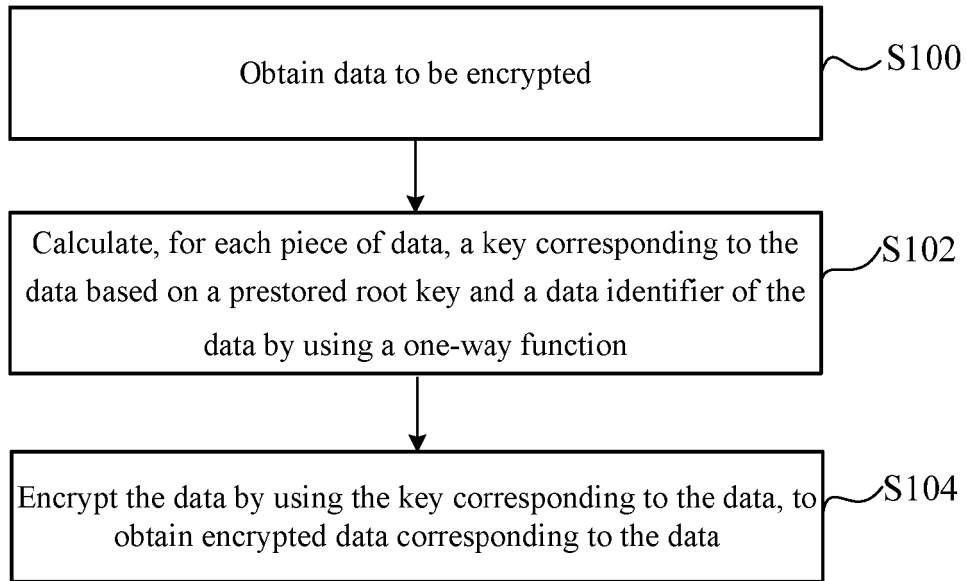 Obtain data to be encrypted
S100
Calculate, for each piece of data, a key corresponding to the
data based on a prestored root key and a data identifier of the
data by using a one-way function
S102
Encrypt the data by using the key corresponding to the data, to
obtain encrypted data corresponding to the data
S104